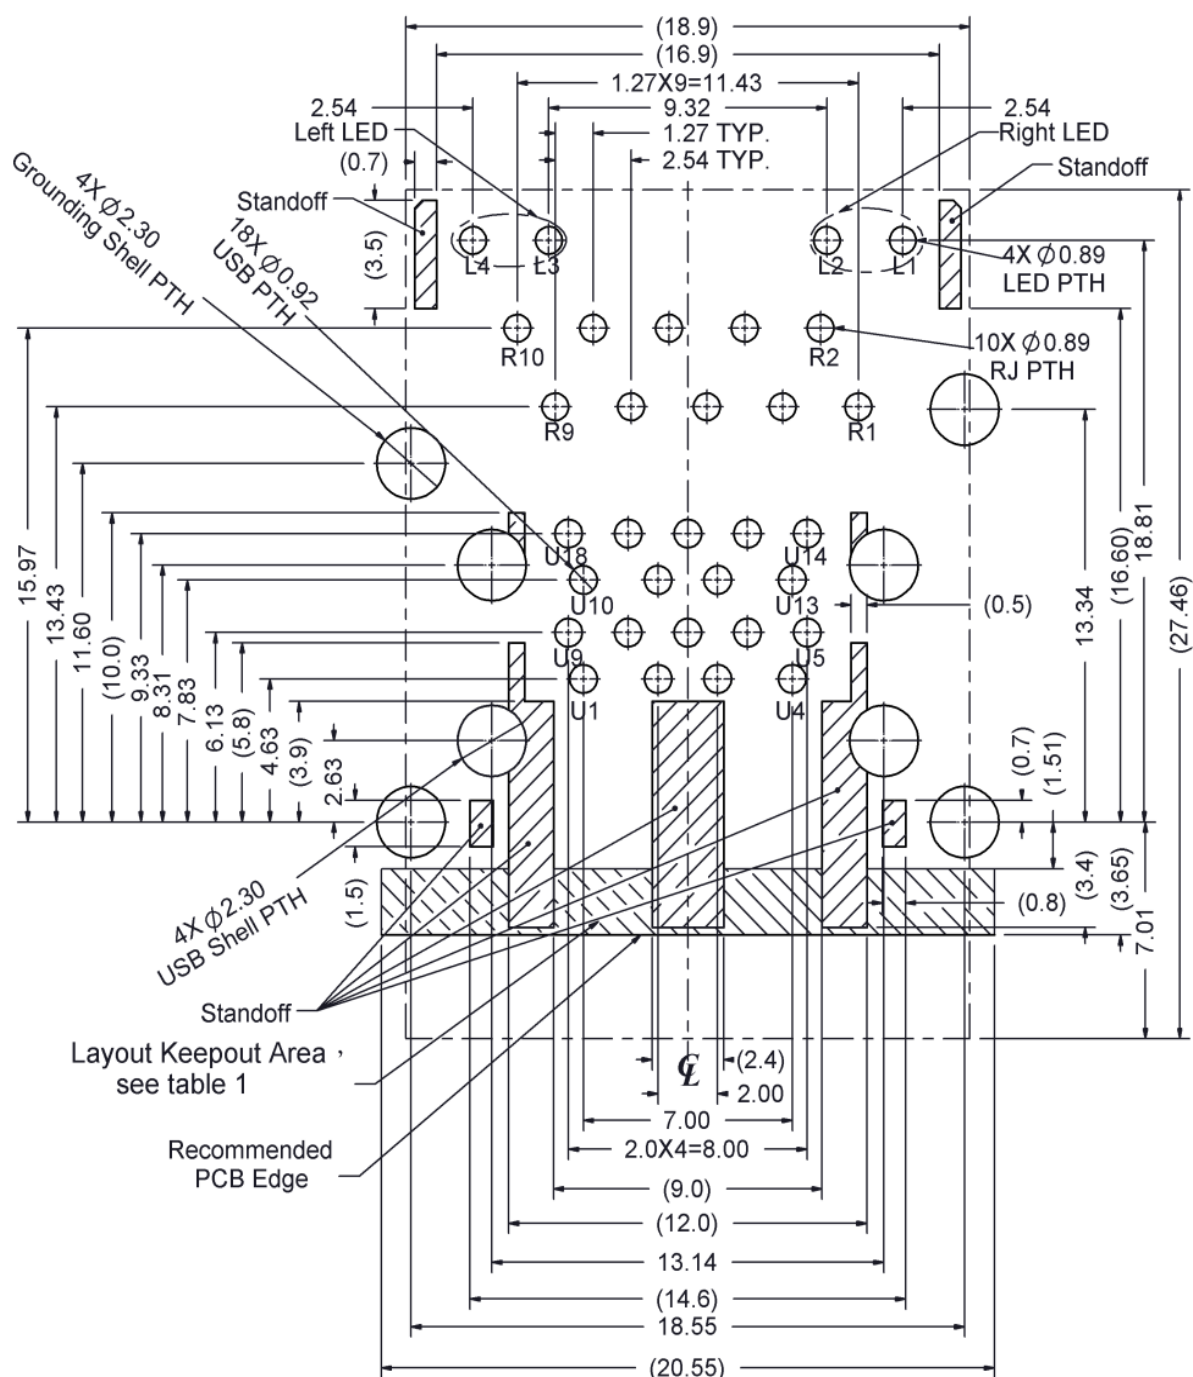 (18.9)
(16.9)
1.27X9=11.43
2.54
9.32
2.54
Left LED
1.27 TYP.
Right LED
(0.7)
2.54 TYP.
Standoff
4X Ø2.30
Grounding Shell PTH
Standoff
18X Ø0.92
USB PTH
(3.5)
L4
L3
L2
L1
4X Ø0.89
LED PTH
R10
R2
10X Ø0.89
RJ PTH
R9
R1
U18
U14
U10
U13
(0.5)
U9
U5
U1
U4
15.97
13.43
11.60
(10.0)
9.33
8.31
7.83
6.13
(5.8)
4.63
(3.9)
2.63
(1.5)
13.34
(16.60)
18.81
(27.46)
(0.7)
(1.51)
(3.4)
(3.65)
7.01
(0.8)
4X Ø2.30
USB Shell PTH
Standoff
Layout Keepout Area ,
see table 1
℄
(2.4)
2.00
7.00
Recommended
PCB Edge
2.0X4=8.00
(9.0)
(12.0)
13.14
(14.6)
18.55
(20.55)